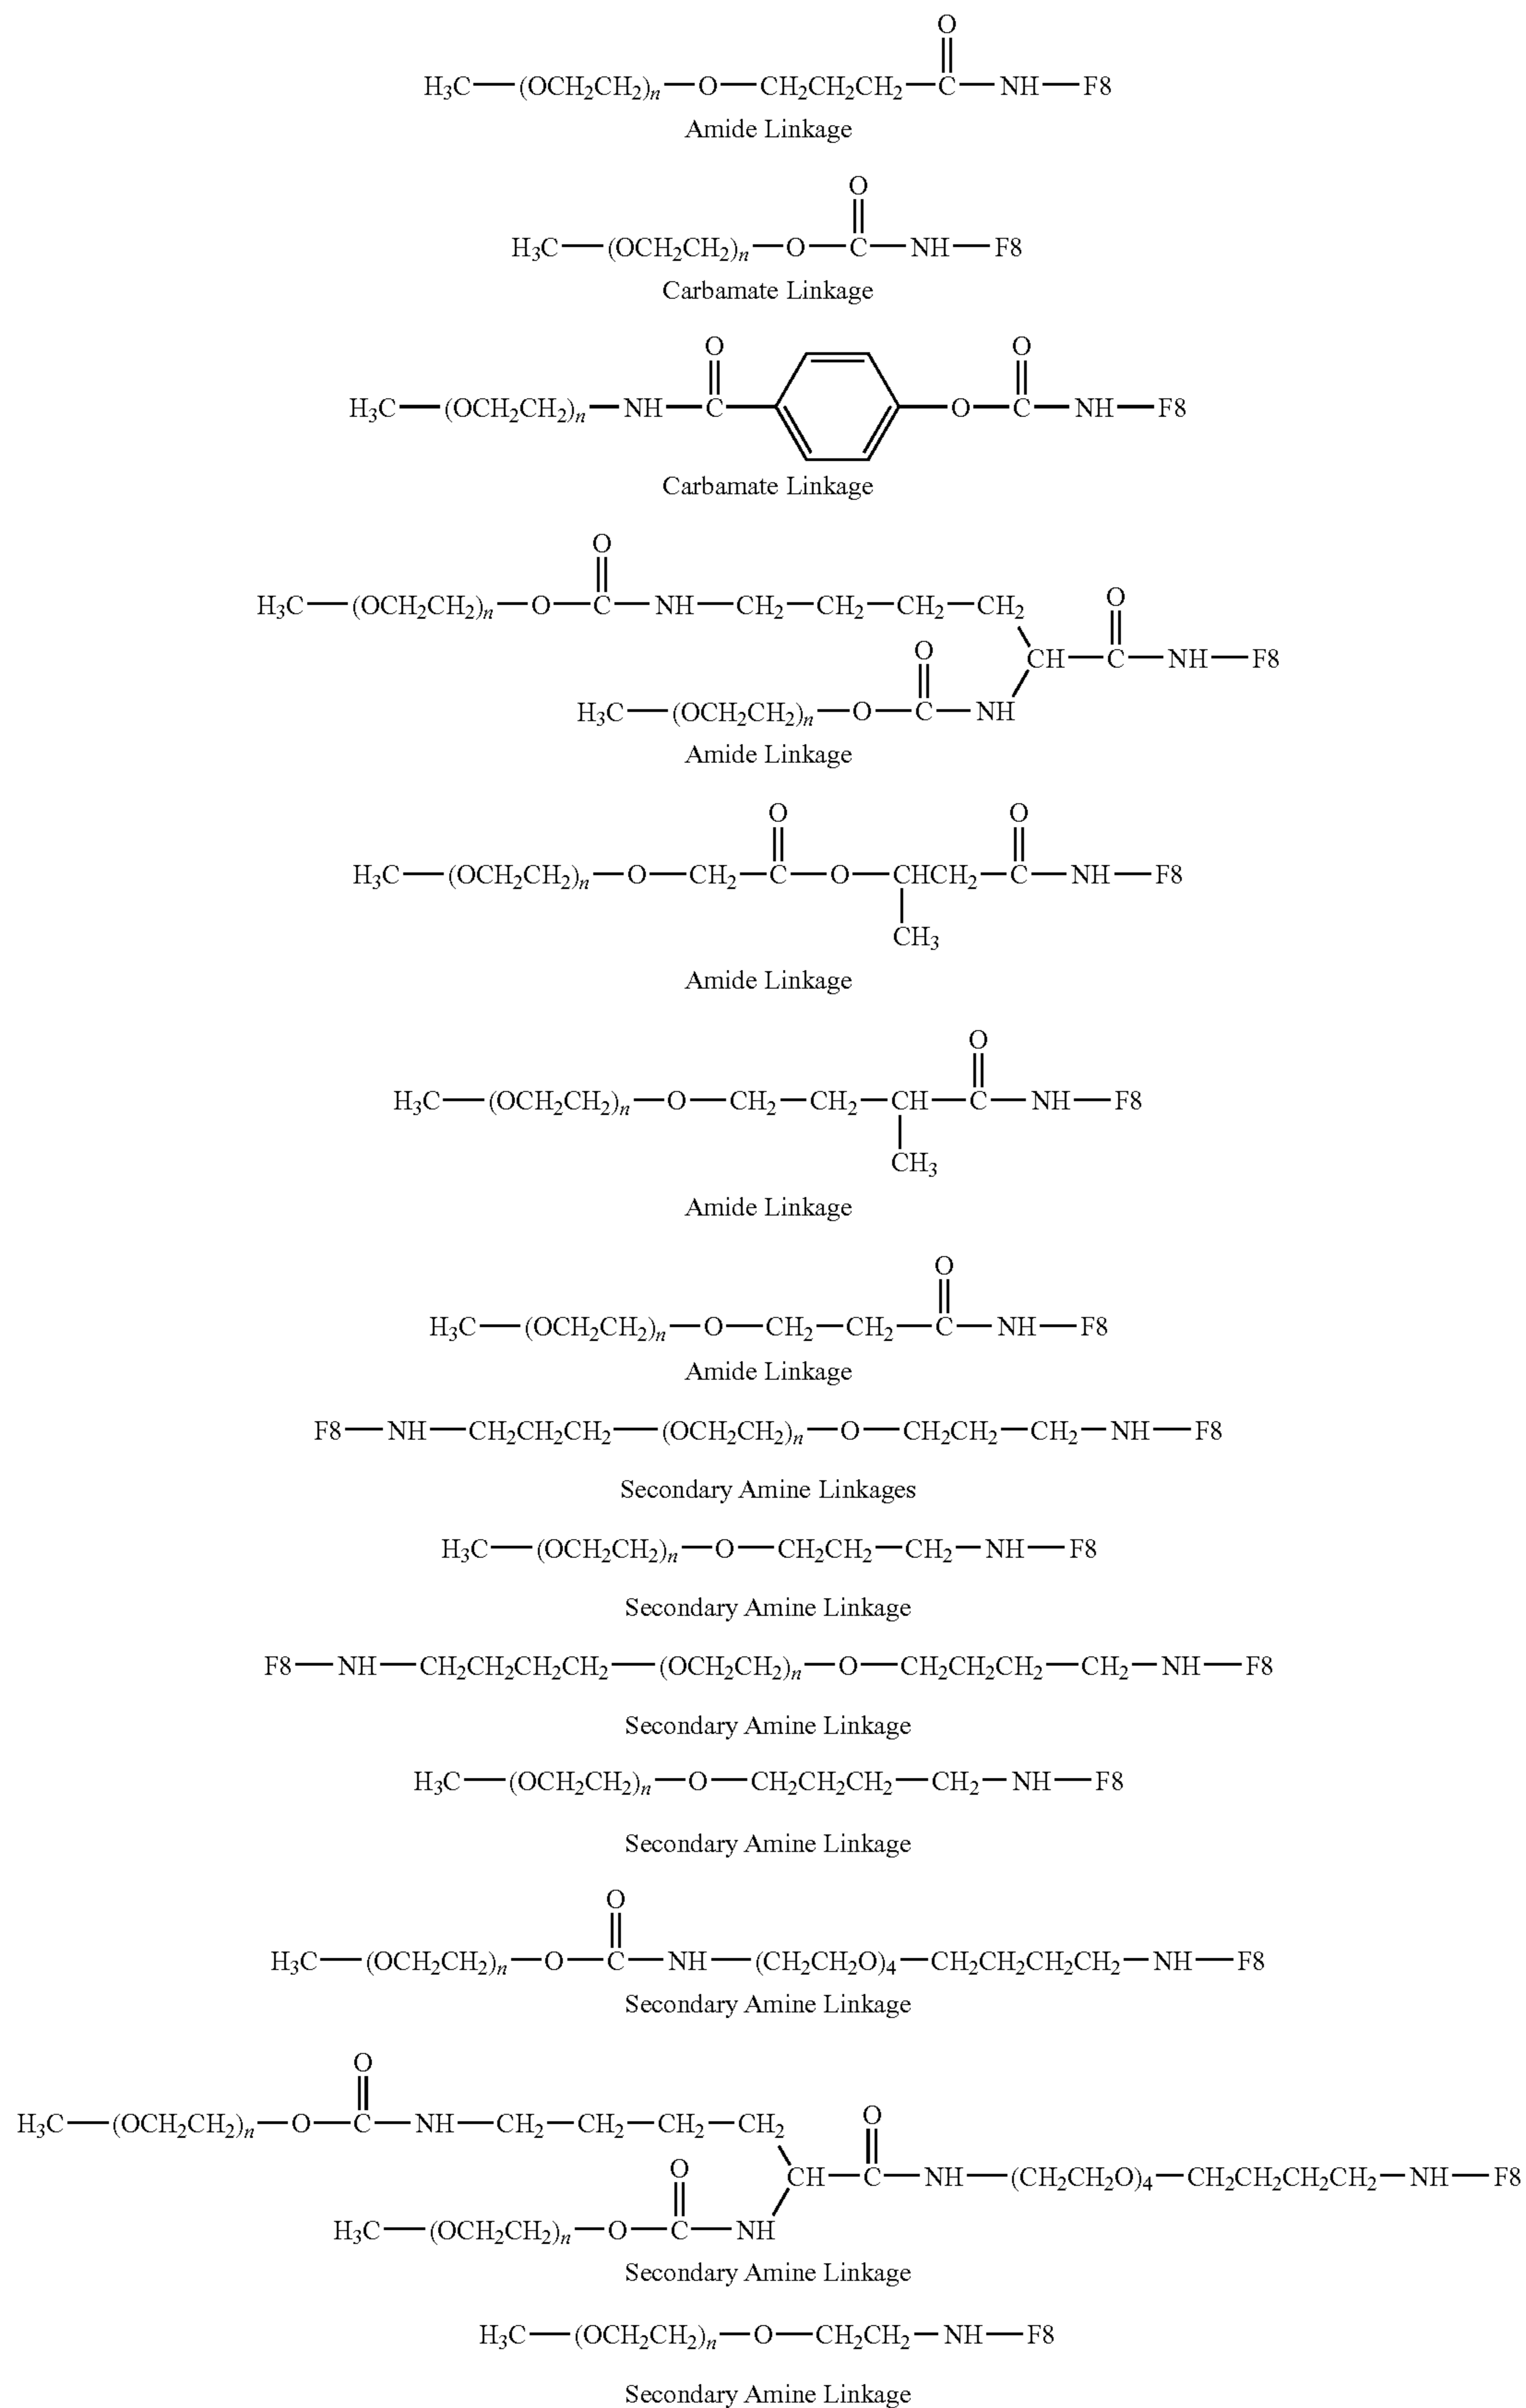 O
H₃C—(OCH₂CH₂)ₙ—O—CH₂CH₂CH₂—C—NH—F8
Amide Linkage
O
H₃C—(OCH₂CH₂)ₙ—O—C—NH—F8
Carbamate Linkage
O O
H₃C—(OCH₂CH₂)ₙ—NH—C O—C—NH—F8
Carbamate Linkage
O
H₃C—(OCH₂CH₂)ₙ—O—C—NH—CH₂—CH₂—CH₂—CH₂
O
O
CH—C—NH—F8
H₃C—(OCH₂CH₂)ₙ—O—C—NH
Amide Linkage
O O
H₃C—(OCH₂CH₂)ₙ—O—CH₂—C—O—CHCH₂—C—NH—F8
CH₃
Amide Linkage
O
H₃C—(OCH₂CH₂)ₙ—O—CH₂—CH₂—CH—C—NH—F8
CH₃
Amide Linkage
O
H₃C—(OCH₂CH₂)ₙ—O—CH₂—CH₂—C—NH—F8
Amide Linkage
F8—NH—CH₂CH₂CH₂—(OCH₂CH₂)ₙ—O—CH₂CH₂—CH₂—NH—F8
Secondary Amine Linkages
H₃C—(OCH₂CH₂)ₙ—O—CH₂CH₂—CH₂—NH—F8
Secondary Amine Linkage
F8—NH—CH₂CH₂CH₂CH₂—(OCH₂CH₂)ₙ—O—CH₂CH₂CH₂—CH₂—NH—F8
Secondary Amine Linkage
H₃C—(OCH₂CH₂)ₙ—O—CH₂CH₂CH₂—CH₂—NH—F8
Secondary Amine Linkage
O
H₃C—(OCH₂CH₂)ₙ—O—C—NH—(CH₂CH₂O)₄—CH₂CH₂CH₂CH₂—NH—F8
Secondary Amine Linkage
O
H₃C—(OCH₂CH₂)ₙ—O—C—NH—CH₂—CH₂—CH₂—CH₂
O
O
CH—C—NH—(CH₂CH₂O)₄—CH₂CH₂CH₂CH₂—NH—F8
H₃C—(OCH₂CH₂)ₙ—O—C—NH
Secondary Amine Linkage
H₃C—(OCH₂CH₂)ₙ—O—CH₂CH₂—NH—F8
Secondary Amine Linkage